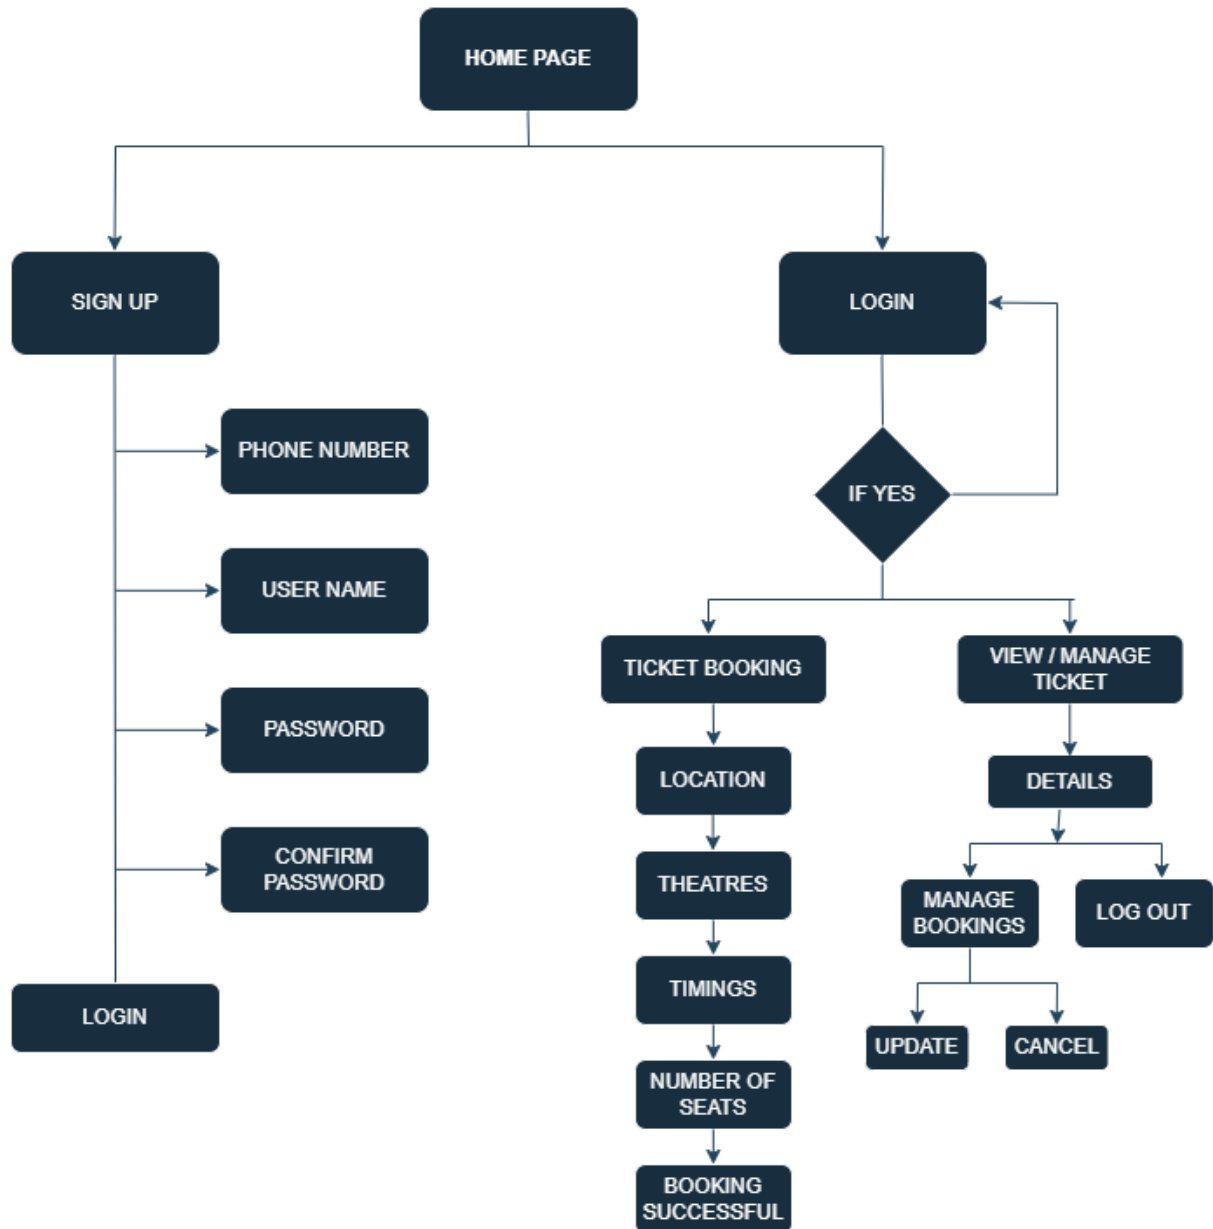 HOME PAGE
SIGN UP
LOGIN
PHONE NUMBER
IF YES
USER NAME
TICKET BOOKING
VIEW / MANAGE
TICKET
PASSWORD
LOCATION
DETAILS
CONFIRM
PASSWORD
THEATRES
MANAGE
BOOKINGS
LOG OUT
LOGIN
TIMINGS
UPDATE
CANCEL
NUMBER OF
SEATS
BOOKING
SUCCESSFUL